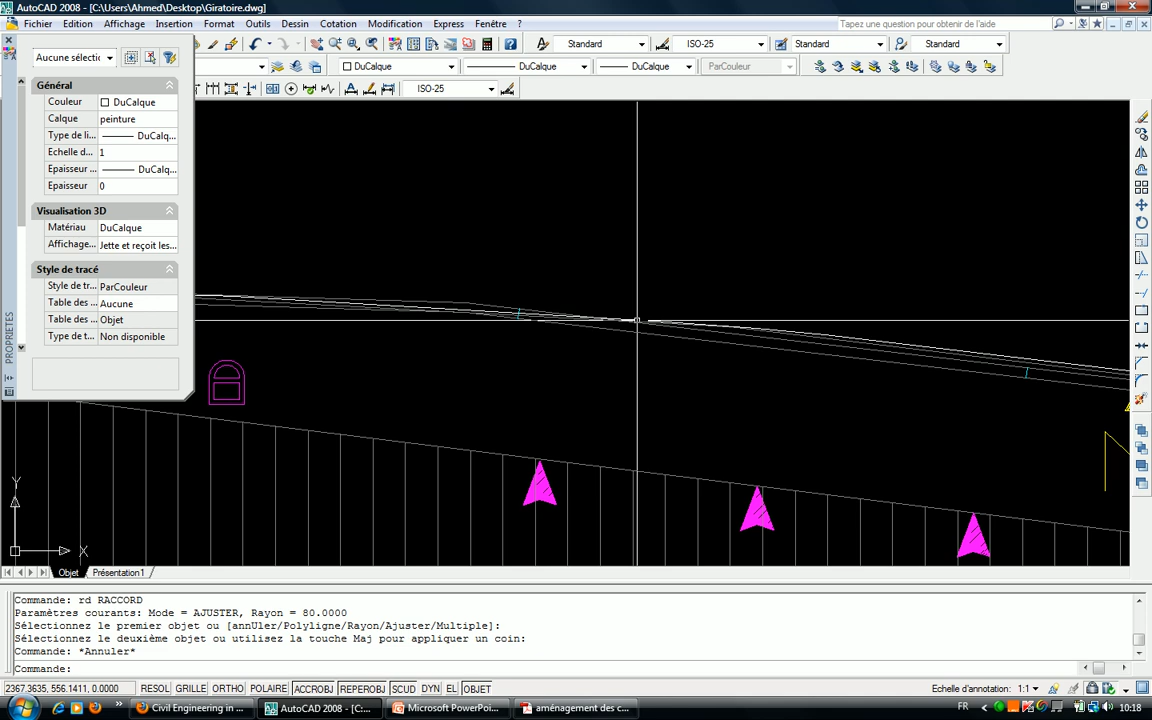 AutoCAD 2008 - [C:\Users\Ahmed\Desktop\Giratoire.dwg]
Fichier Edition Affichage Insertion Format Outils Dessin Cotation Modification Express Fenêtre ?
Tapez une question pour obtenir de l'aide
Aucune sélectic Standard ISO-25 Standard Standard
DuCalque DuCalque DuCalque ParCouleur
ISO-25
Général
Couleur DuCalque
Calque peinture
Type de li... DuCalq...
Echelle d... 1
Epaisseur ... DuCalq...
Epaisseur 0
Visualisation 3D
Matériau DuCalque
Affichage... Jette et reçoit les...
Style de tracé
Style de tr... ParCouleur
Table des ... Aucune
Table des ... Objet
Type de t... Non disponible
PROPRIETES
Y
X
Objet Présentation1
Commande: rd RACCORD
Paramètres courants: Mode = AJUSTER, Rayon = 80.0000
Sélectionnez le premier objet ou [annUler/Polyligne/Rayon/Ajuster/Multiple]:
Sélectionnez le deuxième objet ou utilisez la touche Maj pour appliquer un coin:
Commande: *Annuler*
Commande:
2367.3635, 556.1411, 0.0000 RESOL GRILLE ORTHO POLAIRE ACCROBJ REPEROBJ SCUD DYN EL OBJET Echelle d'annotation: 1:1
Civil Engineering in ... AutoCAD 2008 - [C:... Microsoft PowerPoi... aménagement des c... FR 10:18